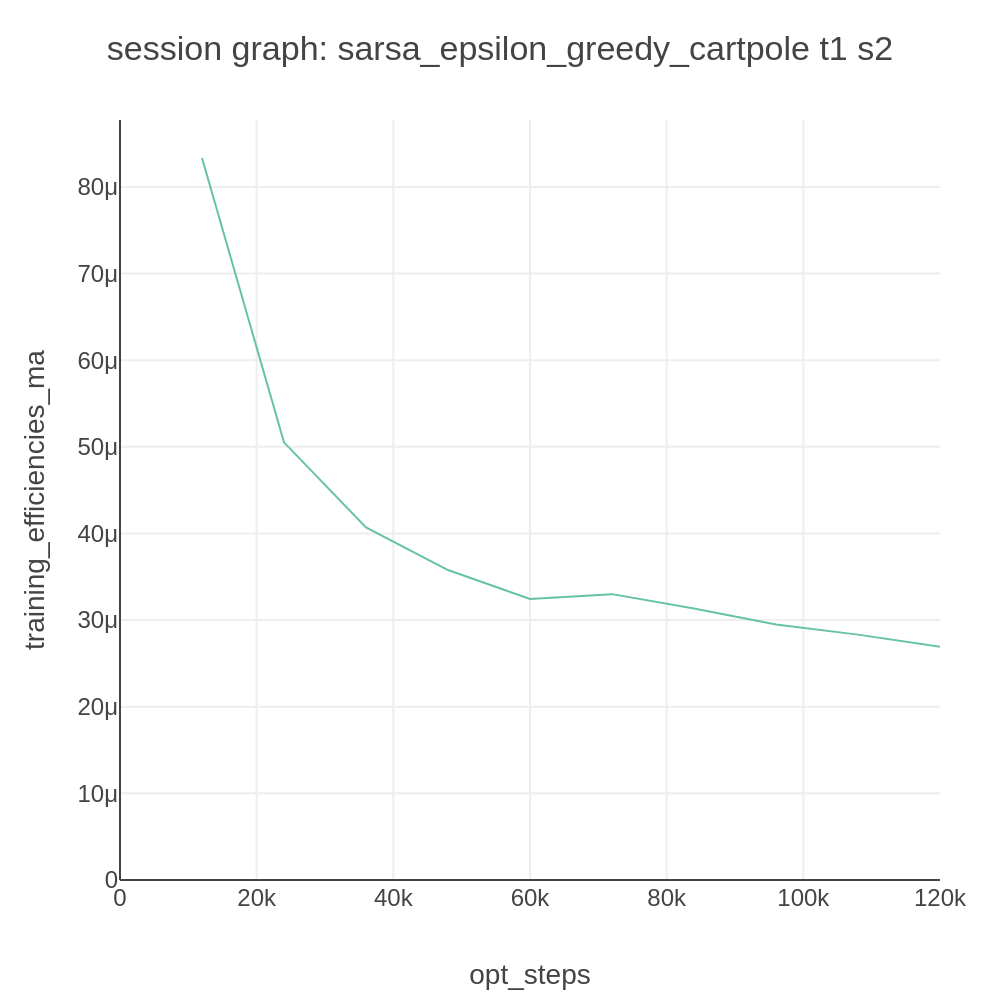 session graph: sarsa_epsilon_greedy_cartpole t1 s2
training_efficiencies_ma
80μ
70μ
60μ
50μ
40μ
30μ
20μ
10μ
0
0 20k 40k 60k 80k 100k 120k
opt_steps